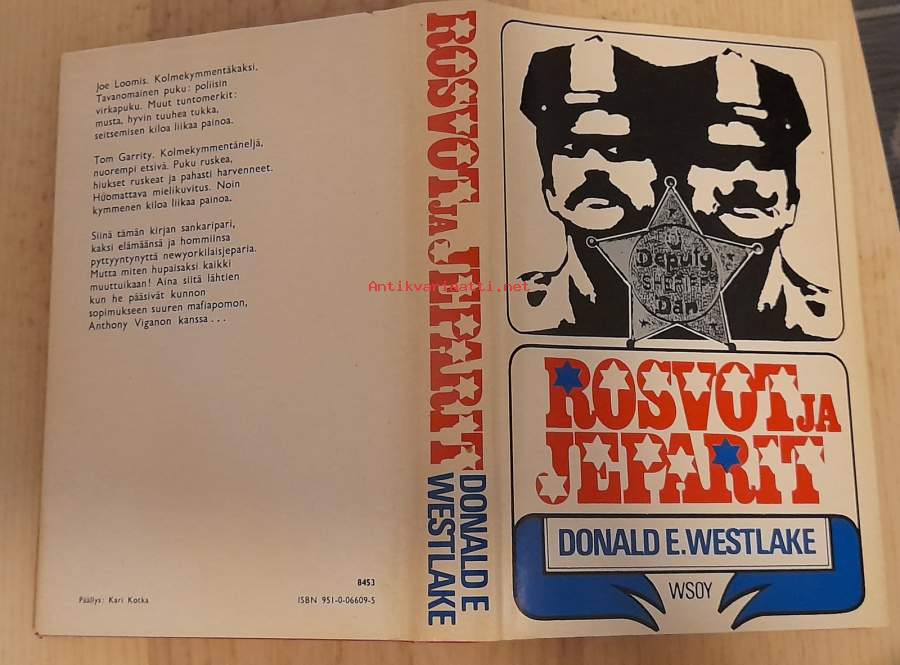 Joe Loomis. Kolmekymmentäkaksi.
Tavanomainen puku: poliisin
virkapuku. Muut tuntomerkit:
musta, hyvin tuuhea tukka,
seitsemisen kiloa liikaa painoa.
Tom Garrity. Kolmekymmentäneljä,
nuorempi etsivä. Puku ruskea,
hiukset ruskeat ja pahasti harvenneet.
Huomattava mielikuvitus. Noin
kymmenen kiloa liikaa painoa.
Siinä tämän kirjan sankaripari,
kaksi elämäänsä ja hommiinsa
pyttyyntynyttä newyorkilaisjeparia.
Mutta miten hupaisaksi kaikki
muuttuikaan! Aina siitä lähtien
kun he pääsivät kunnon
sopimukseen suuren mafiapomon,
Anthony Viganon kanssa...
Päällys: Kari Kotka
8453
ISBN 951-0-06609-5
ROSVOT JA JEPARIT
DONALD E.
WESTLAKE
Deputy
SHERIFF
Dan
Antikvariaatti.net
ROSVOT JA
JEPARIT
DONALD E. WESTLAKE
WSOY